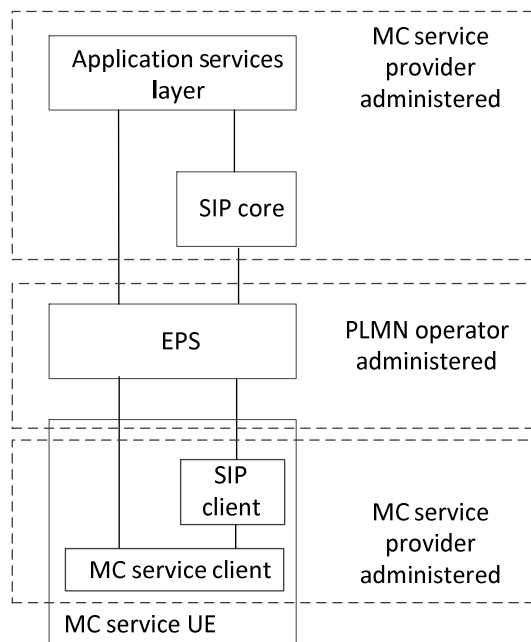 Application services
layer
MC service
provider
administered
SIP core
EPS
PLMN operator
administered
SIP
client
MC service client
MC service
provider
administered
MC service UE